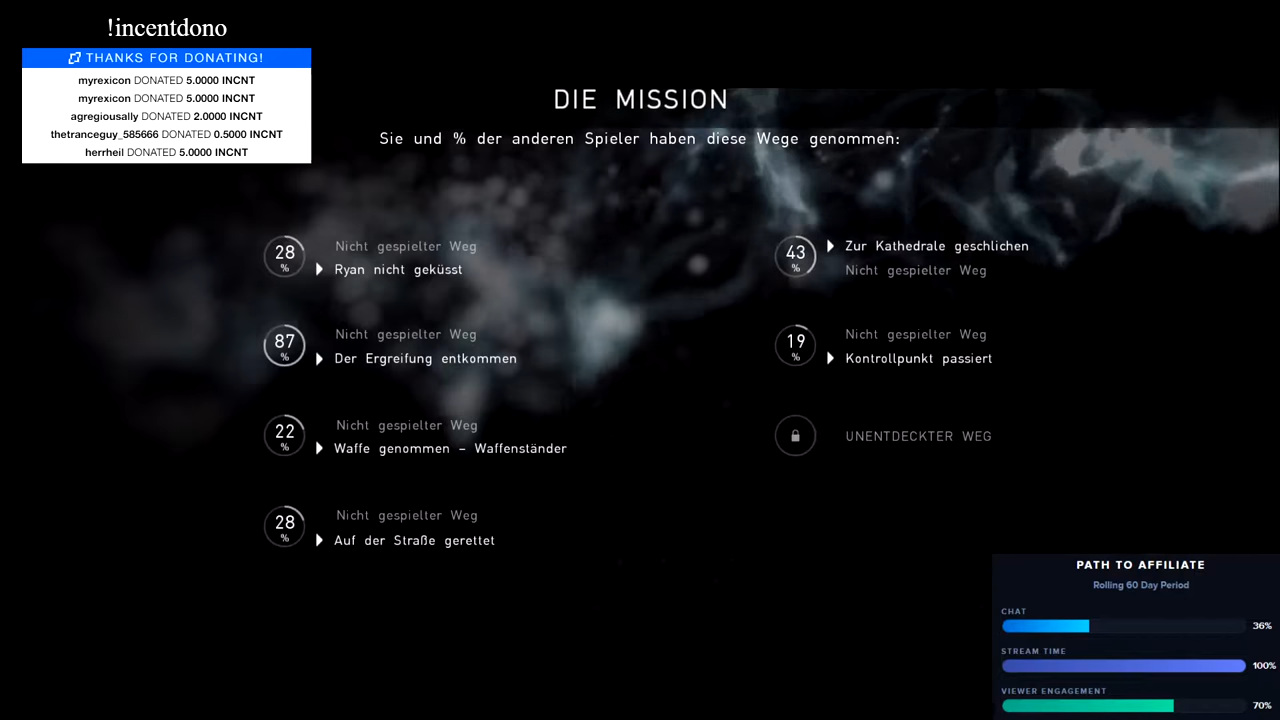 !incentdono
THANKS FOR DONATING!
myrexicon DONATED 5.0000 INCNT
myrexicon DONATED 5.0000 INCNT
agregiousally DONATED 2.0000 INCNT
thetranceguy_585666 DONATED 0.5000 INCNT
herrheil DONATED 5.0000 INCNT
DIE MISSION
Sie und % der anderen Spieler haben diese Wege genommen:
28 %
Nicht gespielter Weg
Ryan nicht geküsst
87 %
Nicht gespielter Weg
Der Ergreifung entkommen
22 %
Nicht gespielter Weg
Waffe genommen – Waffenständer
28 %
Nicht gespielter Weg
Auf der Straße gerettet
43 %
Zur Kathedrale geschlichen
Nicht gespielter Weg
19 %
Nicht gespielter Weg
Kontrollpunkt passiert
UNENTDECKTER WEG
PATH TO AFFILIATE
Rolling 60 Day Period
CHAT
36%
STREAM TIME
100%
VIEWER ENGAGEMENT
70%